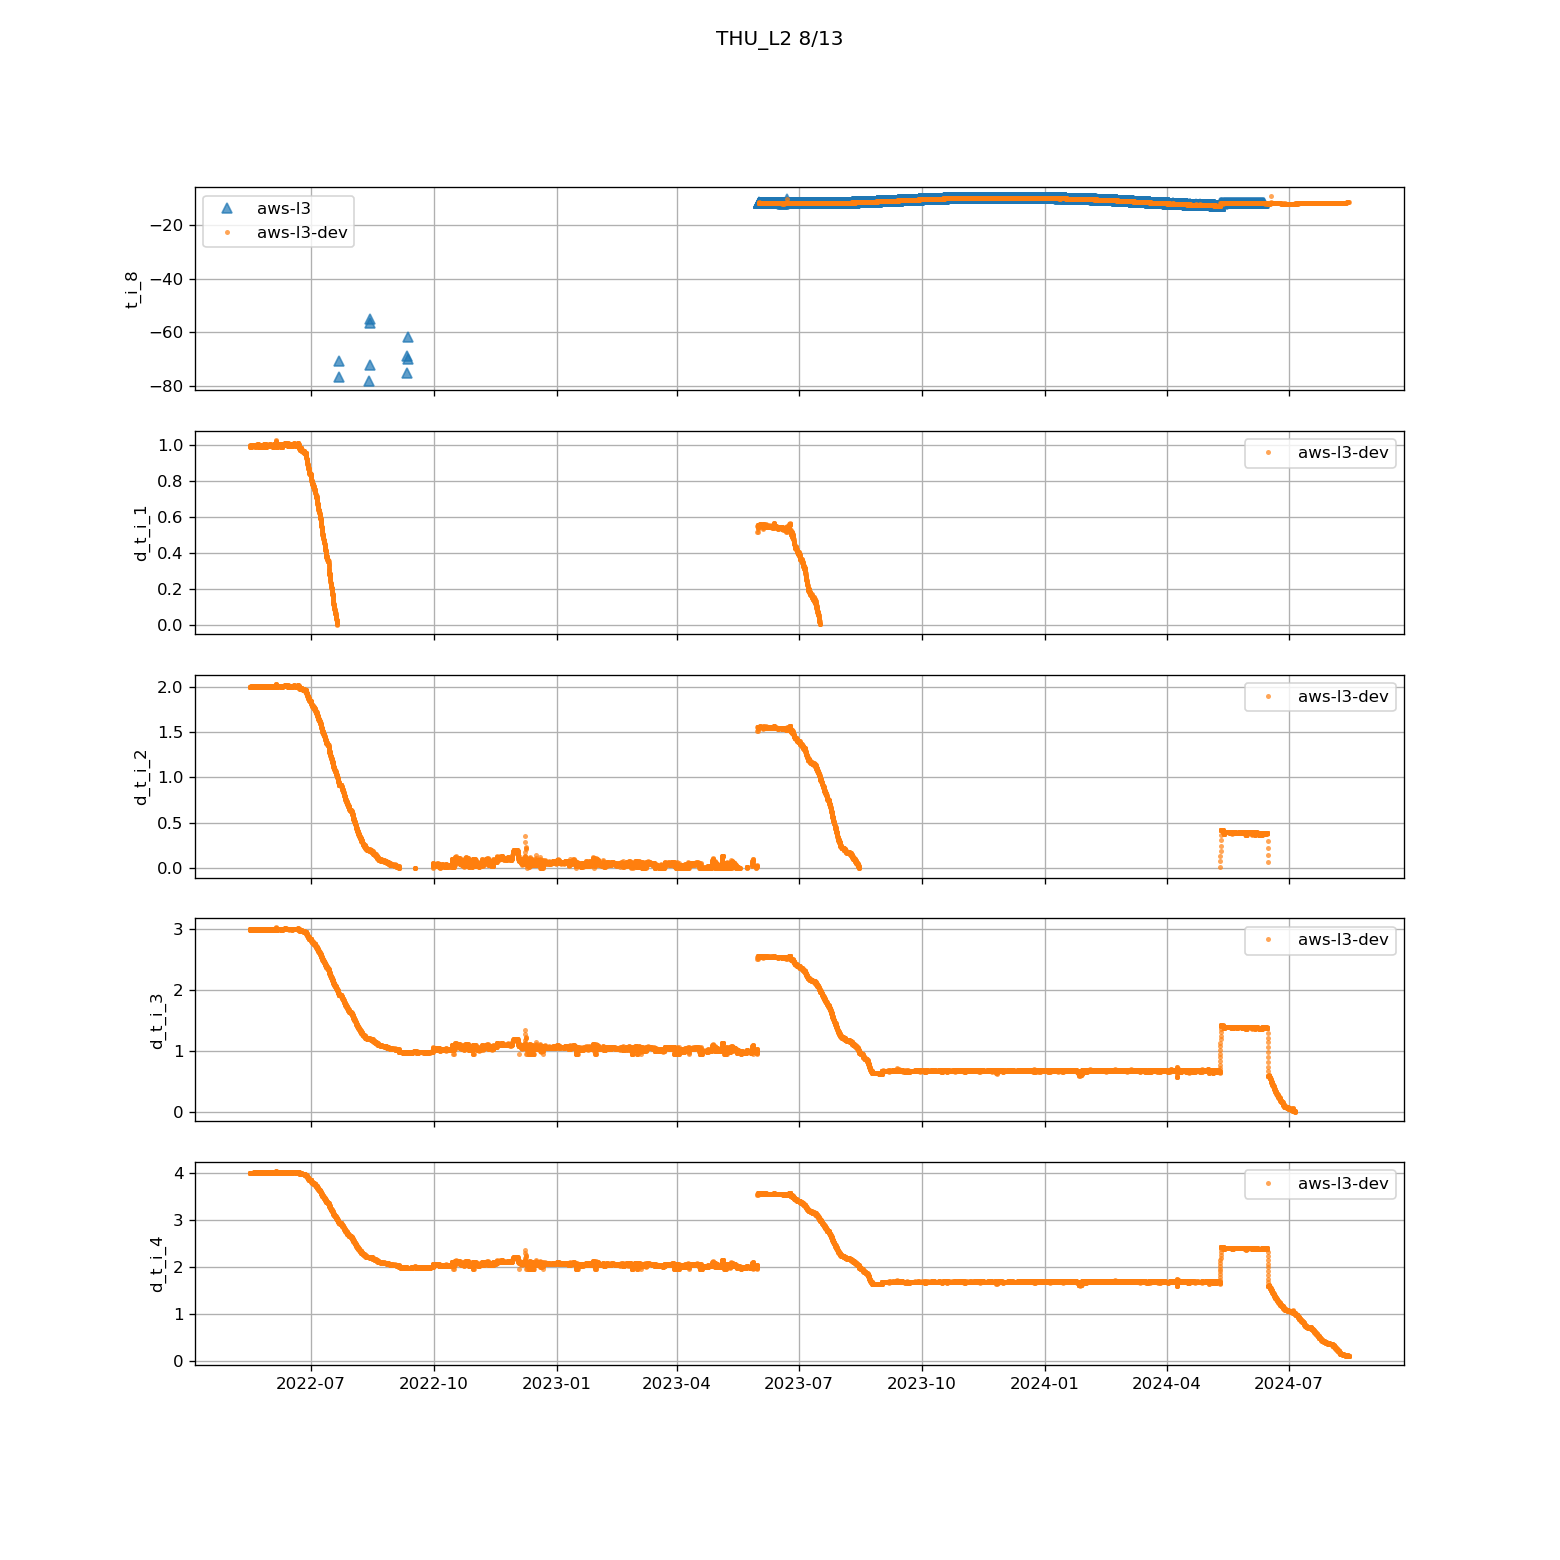 THU_L2 8/13
aws-l3
aws-l3-dev
t_i_8
−20
−40
−60
−80
aws-l3-dev
d_t_i_1
1.0
0.8
0.6
0.4
0.2
0.0
aws-l3-dev
d_t_i_2
2.0
1.5
1.0
0.5
0.0
aws-l3-dev
d_t_i_3
3
2
1
0
aws-l3-dev
d_t_i_4
4
3
2
1
0
2022-07 2022-10 2023-01 2023-04 2023-07 2023-10 2024-01 2024-04 2024-07